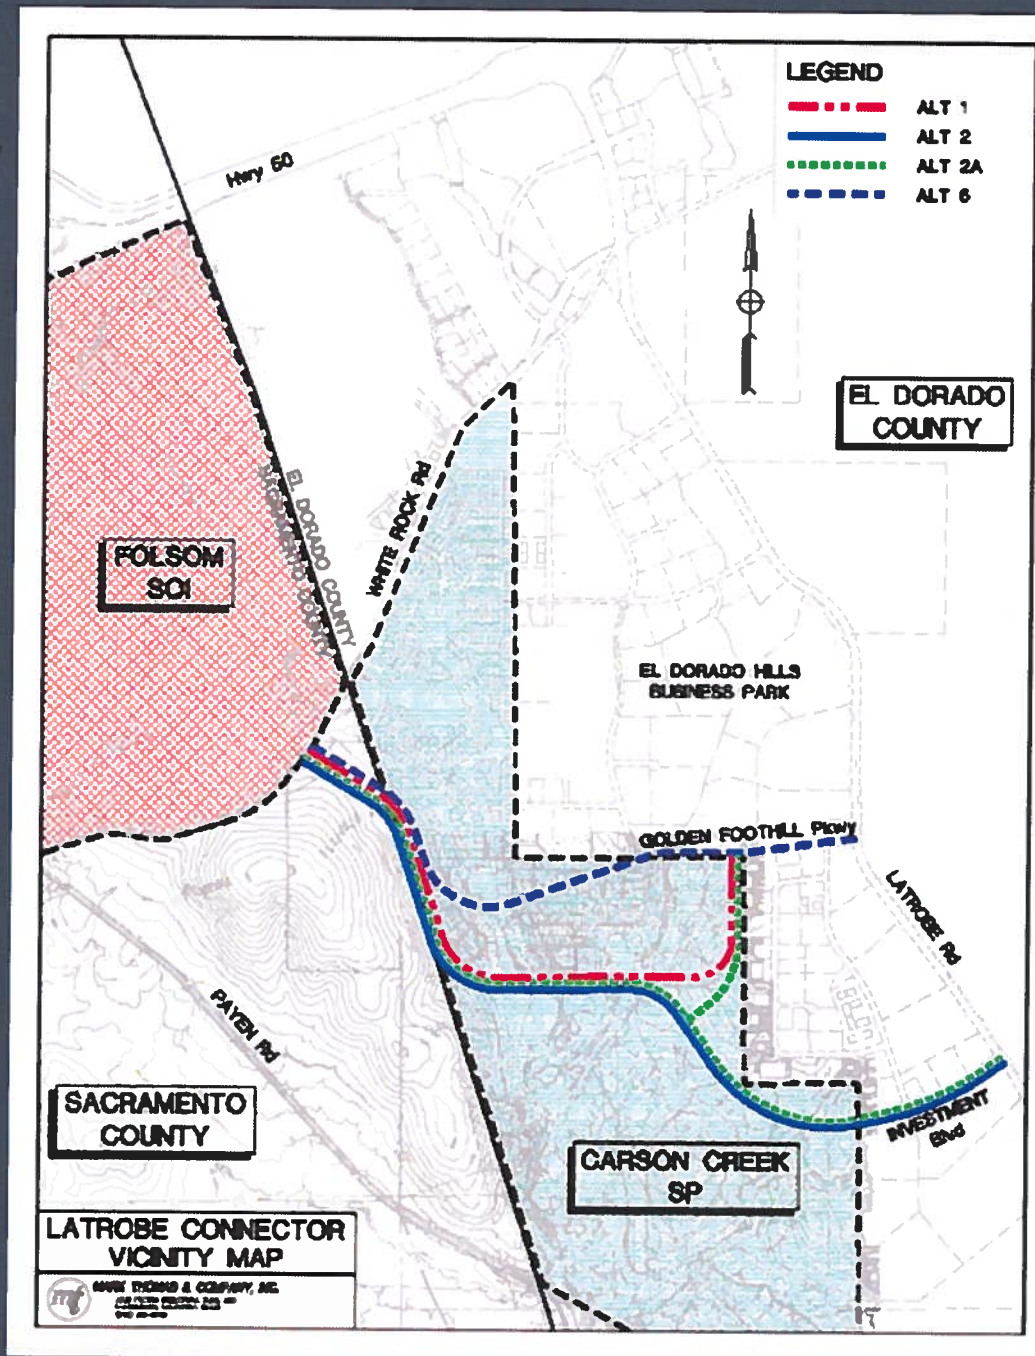 LEGEND
ALT 1
ALT 2
ALT 2A
ALT 6
Hwy 50
EL DORADO
COUNTY
WHITE ROCK Rd
EL DORADO COUNTY
SACRAMENTO COUNTY
FOLSOM
SOI
EL DORADO HILLS
BUSINESS PARK
GOLDEN FOOTHILL Pkwy
LATROBE Rd
PAYEN Rd
SACRAMENTO
COUNTY
INVESTMENT
Blvd
CARSON CREEK
SP
LATROBE CONNECTOR
VICINITY MAP
MARK THOMAS & COMPANY, INC.